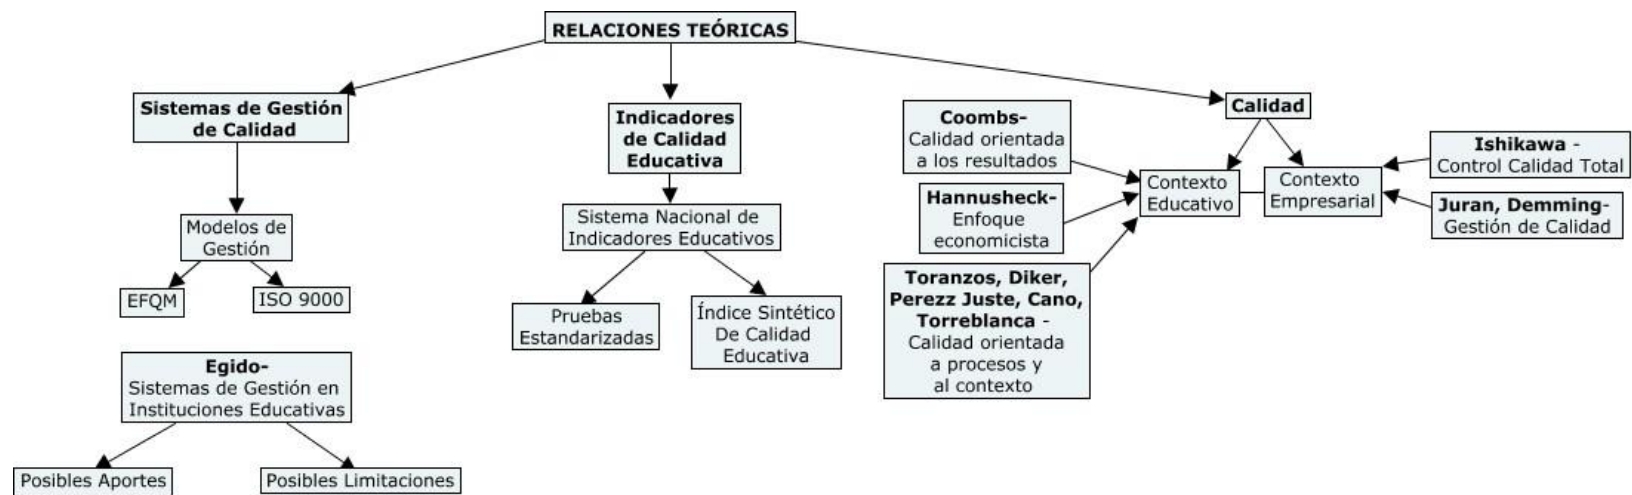 RELACIONES TEÓRICAS
Sistemas de Gestión
de Calidad
Modelos de
Gestión
EFQM
ISO 9000
Egido-
Sistemas de Gestión en
Instituciones Educativas
Posibles Aportes
Posibles Limitaciones
Indicadores
de Calidad
Educativa
Sistema Nacional de
Indicadores Educativos
Pruebas
Estandarizadas
Índice Sintético
De Calidad
Educativa
Calidad
Coombs-
Calidad orientada
a los resultados
Hannusheck-
Enfoque
economicista
Toranzos, Diker,
Perezz Juste, Cano,
Torreblanca -
Calidad orientada
a procesos y
al contexto
Contexto
Educativo
Contexto
Empresarial
Ishikawa -
Control Calidad Total
Juran, Demming-
Gestión de Calidad